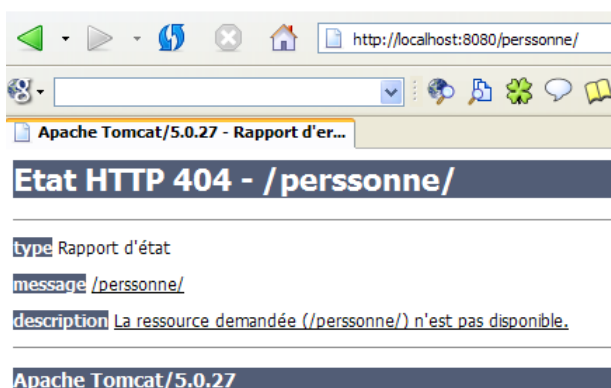 http://localhost:8080/perssonne/
Apache Tomcat/5.0.27 - Rapport d'er...
Etat HTTP 404 - /perssonne/
type Rapport d'état
message /perssonne/
description La ressource demandée (/perssonne/) n'est pas disponible.
Apache Tomcat/5.0.27